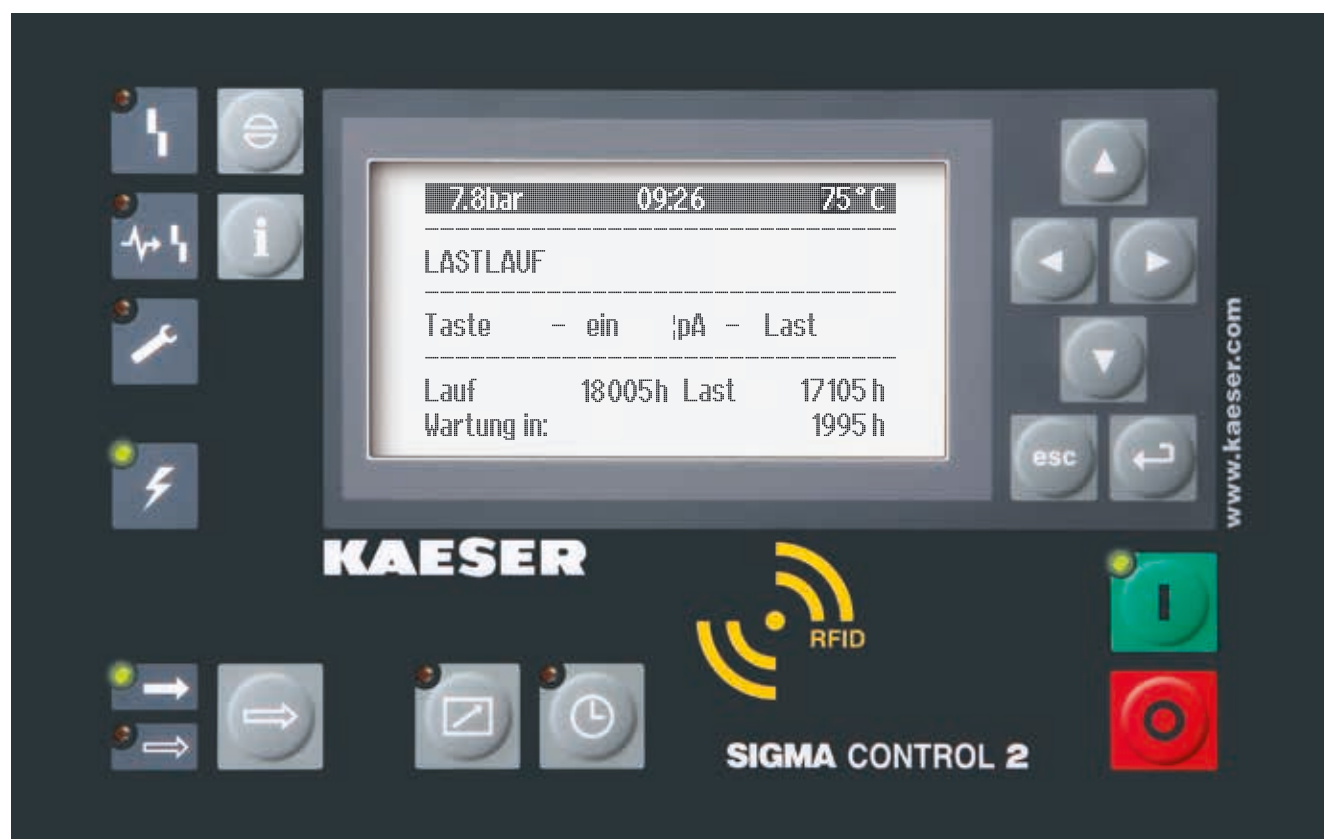 7.8bar 09:26 75°C
LASTLAUF
Taste - ein ¦pA - Last
Lauf 18005h Last 17105h
Wartung in: 1995h
i
esc
www.kaeser.com
KAESER
RFID
I
SIGMA CONTROL 2
O